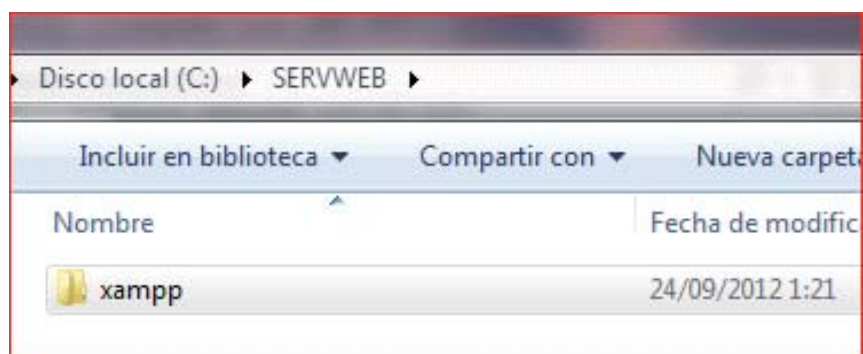 Disco local (C:) SERVWEB
Incluir en biblioteca Compartir con Nueva carpeta
Nombre Fecha de modific
xampp 24/09/2012 1:21